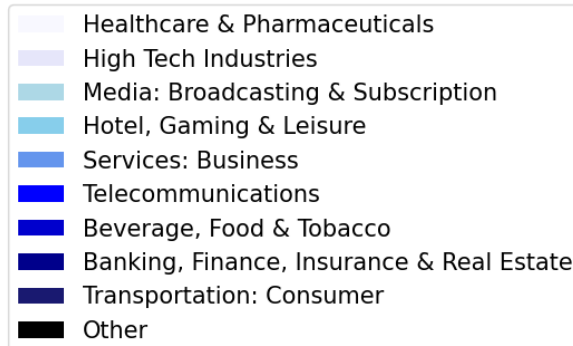 Healthcare & Pharmaceuticals
High Tech Industries
Media: Broadcasting & Subscription
Hotel, Gaming & Leisure
Services: Business
Telecommunications
Beverage, Food & Tobacco
Banking, Finance, Insurance & Real Estate
Transportation: Consumer
Other